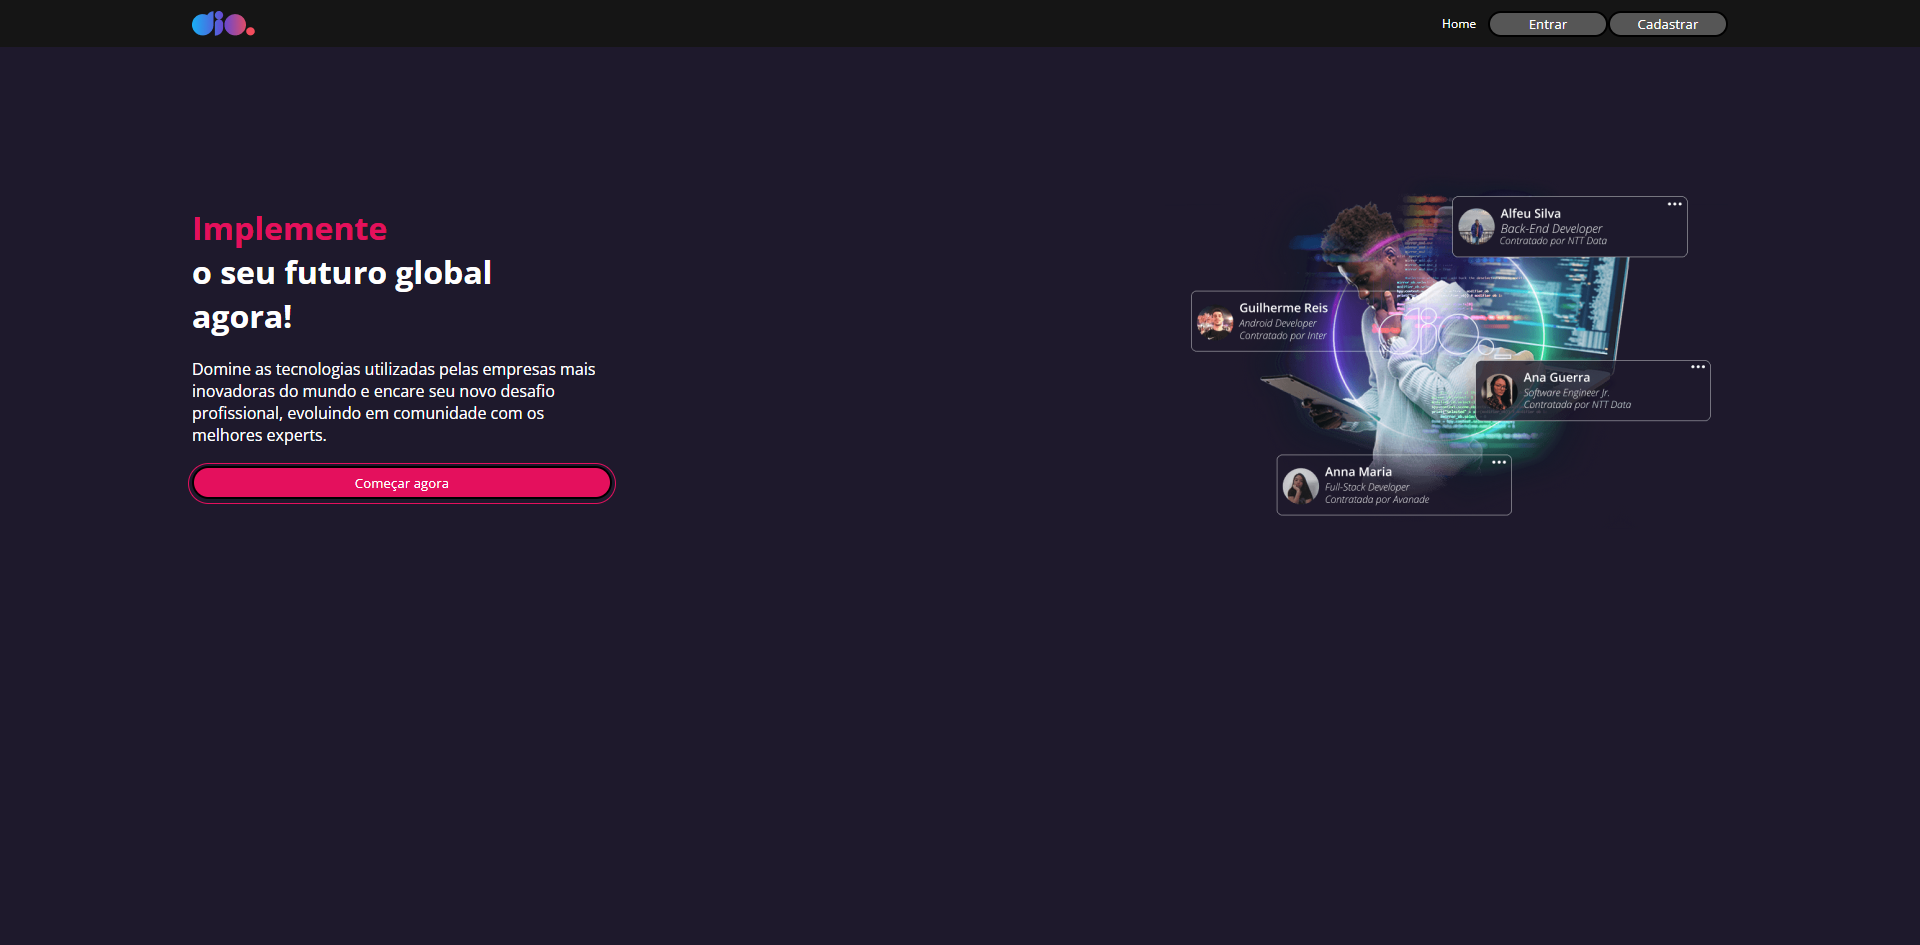 dio.
Home
Entrar
Cadastrar
Implemente
o seu futuro global
agora!
Domine as tecnologias utilizadas pelas empresas mais
inovadoras do mundo e encare seu novo desafio
profissional, evoluindo em comunidade com os
melhores experts.
Começar agora
Alfeu Silva
Back-End Developer
Contratado por NTT Data
Guilherme Reis
Android Developer
Contratado por Inter
dio.
Ana Guerra
Software Engineer Jr.
Contratada por NTT Data
Anna Maria
Full-Stack Developer
Contratada por Avanade